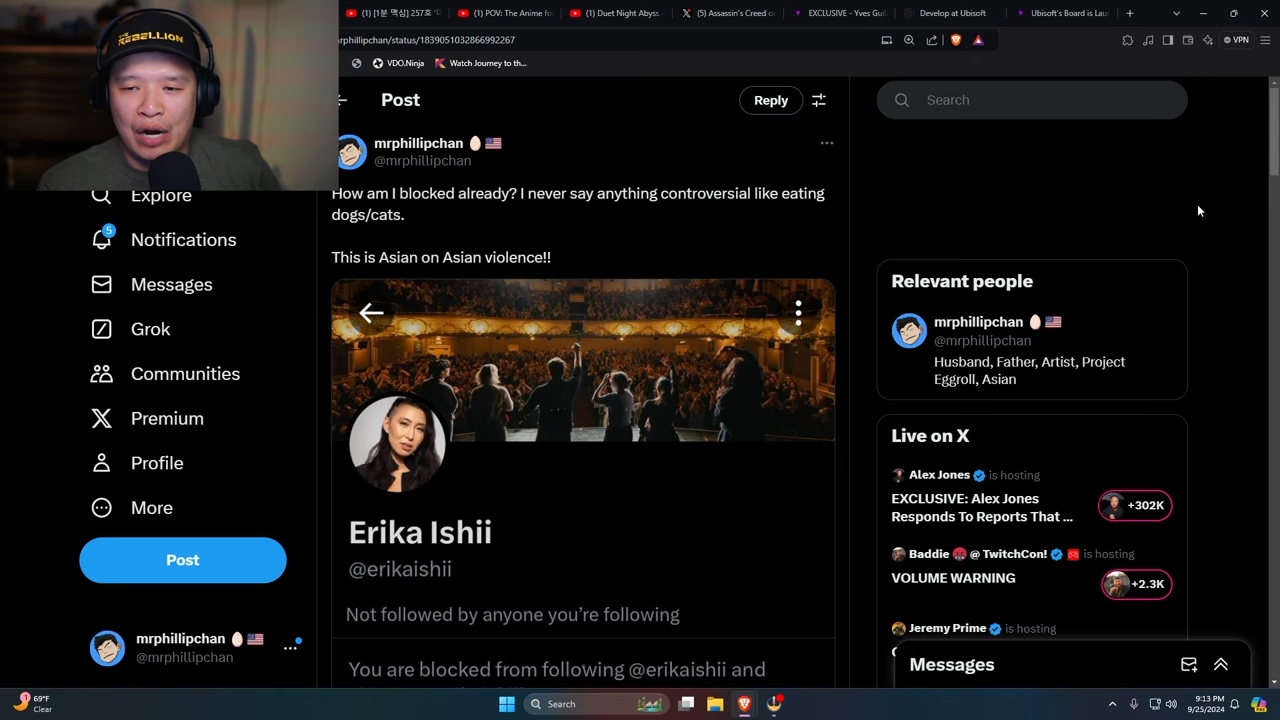 THE
REBELLION
(1) [1분 맥심] 257호
(1) POV: The Anime fo
(1) Duet Night Abyss -
(5) Assassin's Creed o
EXCLUSIVE - Yves Guil
Develop at Ubisoft
Ubisoft's Board is Lau
rphillipchan/status/1839051032866992267
VPN
VDO.Ninja
Watch Journey to th...
Post
Reply
Search
mrphillipchan
@mrphillipchan
How am I blocked already? I never say anything controversial like eating
dogs/cats.
This is Asian on Asian violence!!
Erika Ishii
@erikaishii
Not followed by anyone you're following
You are blocked from following @erikaishii and
Explore
5
Notifications
Messages
Grok
Communities
Premium
Profile
More
Post
mrphillipchan
@mrphillipchan
Relevant people
mrphillipchan
@mrphillipchan
Husband, Father, Artist, Project
Eggroll, Asian
Live on X
Alex Jones is hosting
EXCLUSIVE: Alex Jones
Responds To Reports That ...
+302K
Baddie @ TwitchCon! is hosting
VOLUME WARNING
+2.3K
Jeremy Prime is hosting
Messages
1
69°F
Clear
Search
9:13 PM
9/25/2024